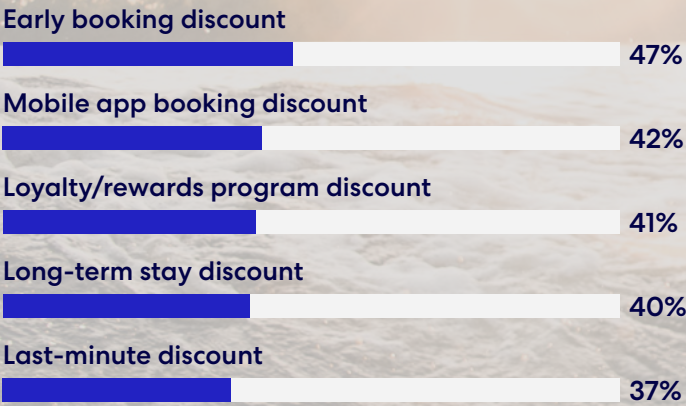 Early booking discount
47%
Mobile app booking discount
42%
Loyalty/rewards program discount
41%
Long-term stay discount
40%
Last-minute discount
37%